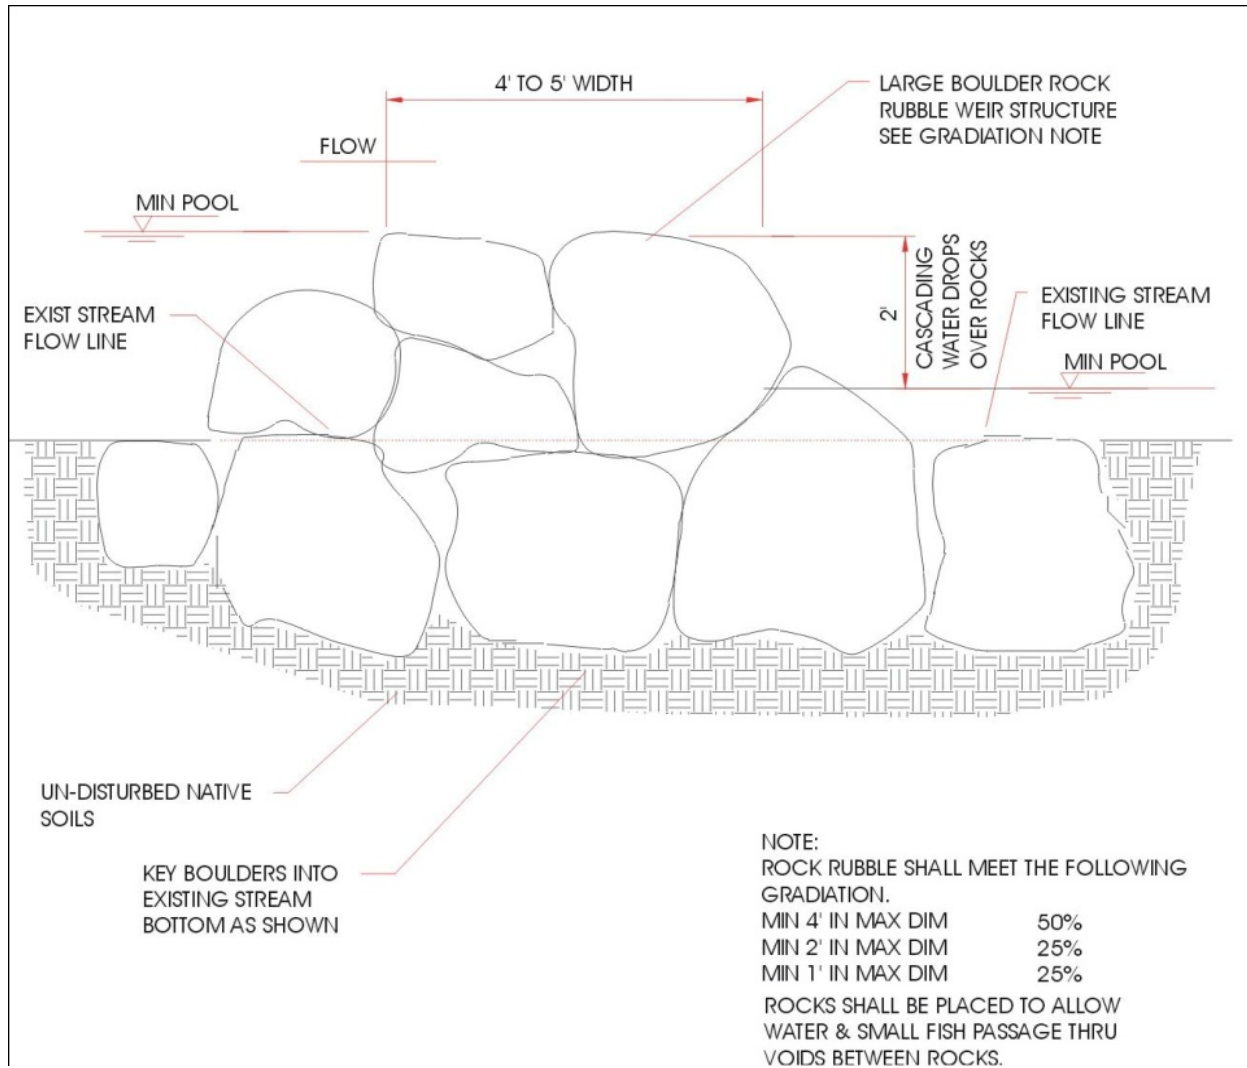 4' TO 5' WIDTH
LARGE BOULDER ROCK
RUBBLE WEIR STRUCTURE
SEE GRADIATION NOTE
FLOW
MIN POOL
EXIST STREAM
FLOW LINE
2'
CASCADING
WATER DROPS
OVER ROCKS
EXISTING STREAM
FLOW LINE
MIN POOL
UN-DISTURBED NATIVE
SOILS
KEY BOULDERS INTO
EXISTING STREAM
BOTTOM AS SHOWN
NOTE:
ROCK RUBBLE SHALL MEET THE FOLLOWING
GRADIATION.
MIN 4' IN MAX DIM 50%
MIN 2' IN MAX DIM 25%
MIN 1' IN MAX DIM 25%
ROCKS SHALL BE PLACED TO ALLOW
WATER & SMALL FISH PASSAGE THRU
VOIDS BETWEEN ROCKS.